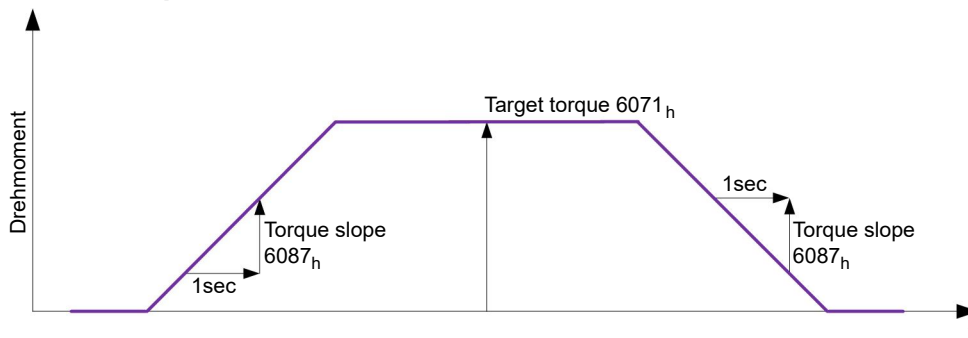 Target torque 6071h
Drehmoment
1sec
Torque slope
6087h
1sec
Torque slope
6087h